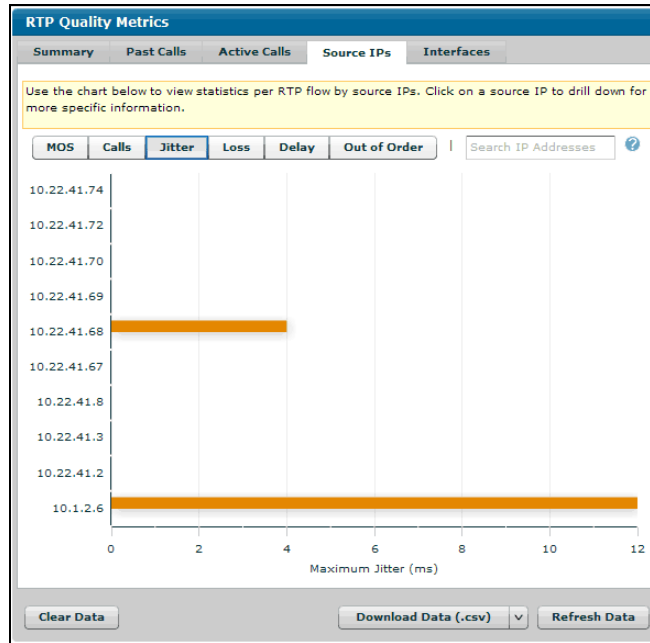 RTP Quality Metrics
Summary Past Calls Active Calls Source IPs Interfaces
Use the chart below to view statistics per RTP flow by source IPs. Click on a source IP to drill down for
more specific information.
MOS Calls Jitter Loss Delay Out of Order | Search IP Addresses ?
10.22.41.74
10.22.41.72
10.22.41.70
10.22.41.69
10.22.41.68
10.22.41.67
10.22.41.8
10.22.41.3
10.22.41.2
10.1.2.6
0 2 4 6 8 10 12
Maximum Jitter (ms)
Clear Data Download Data (.csv) Refresh Data